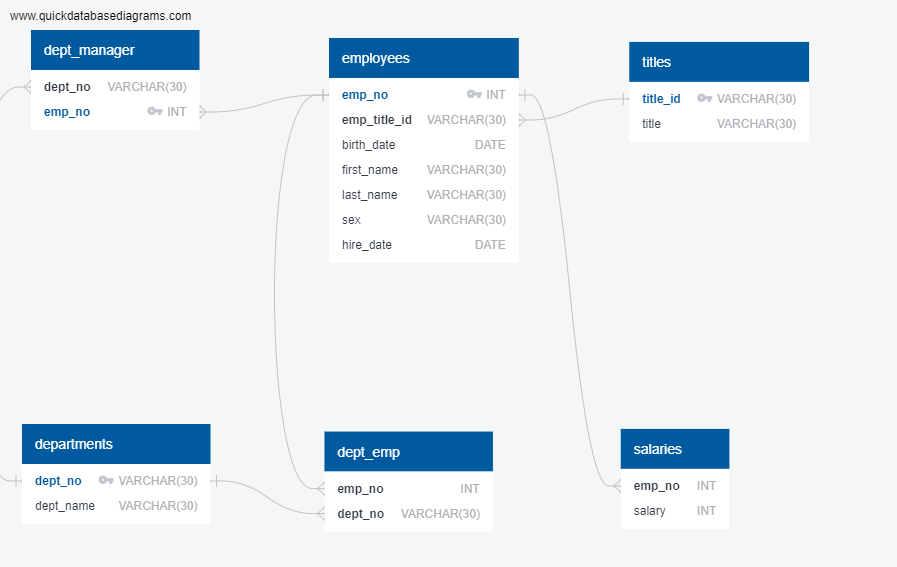 www.quickdatabasediagrams.com
dept_manager
dept_no VARCHAR(30)
emp_no INT
employees
emp_no INT
emp_title_id VARCHAR(30)
birth_date DATE
first_name VARCHAR(30)
last_name VARCHAR(30)
sex VARCHAR(30)
hire_date DATE
titles
title_id VARCHAR(30)
title VARCHAR(30)
departments
dept_no VARCHAR(30)
dept_name VARCHAR(30)
dept_emp
emp_no INT
dept_no VARCHAR(30)
salaries
emp_no INT
salary INT